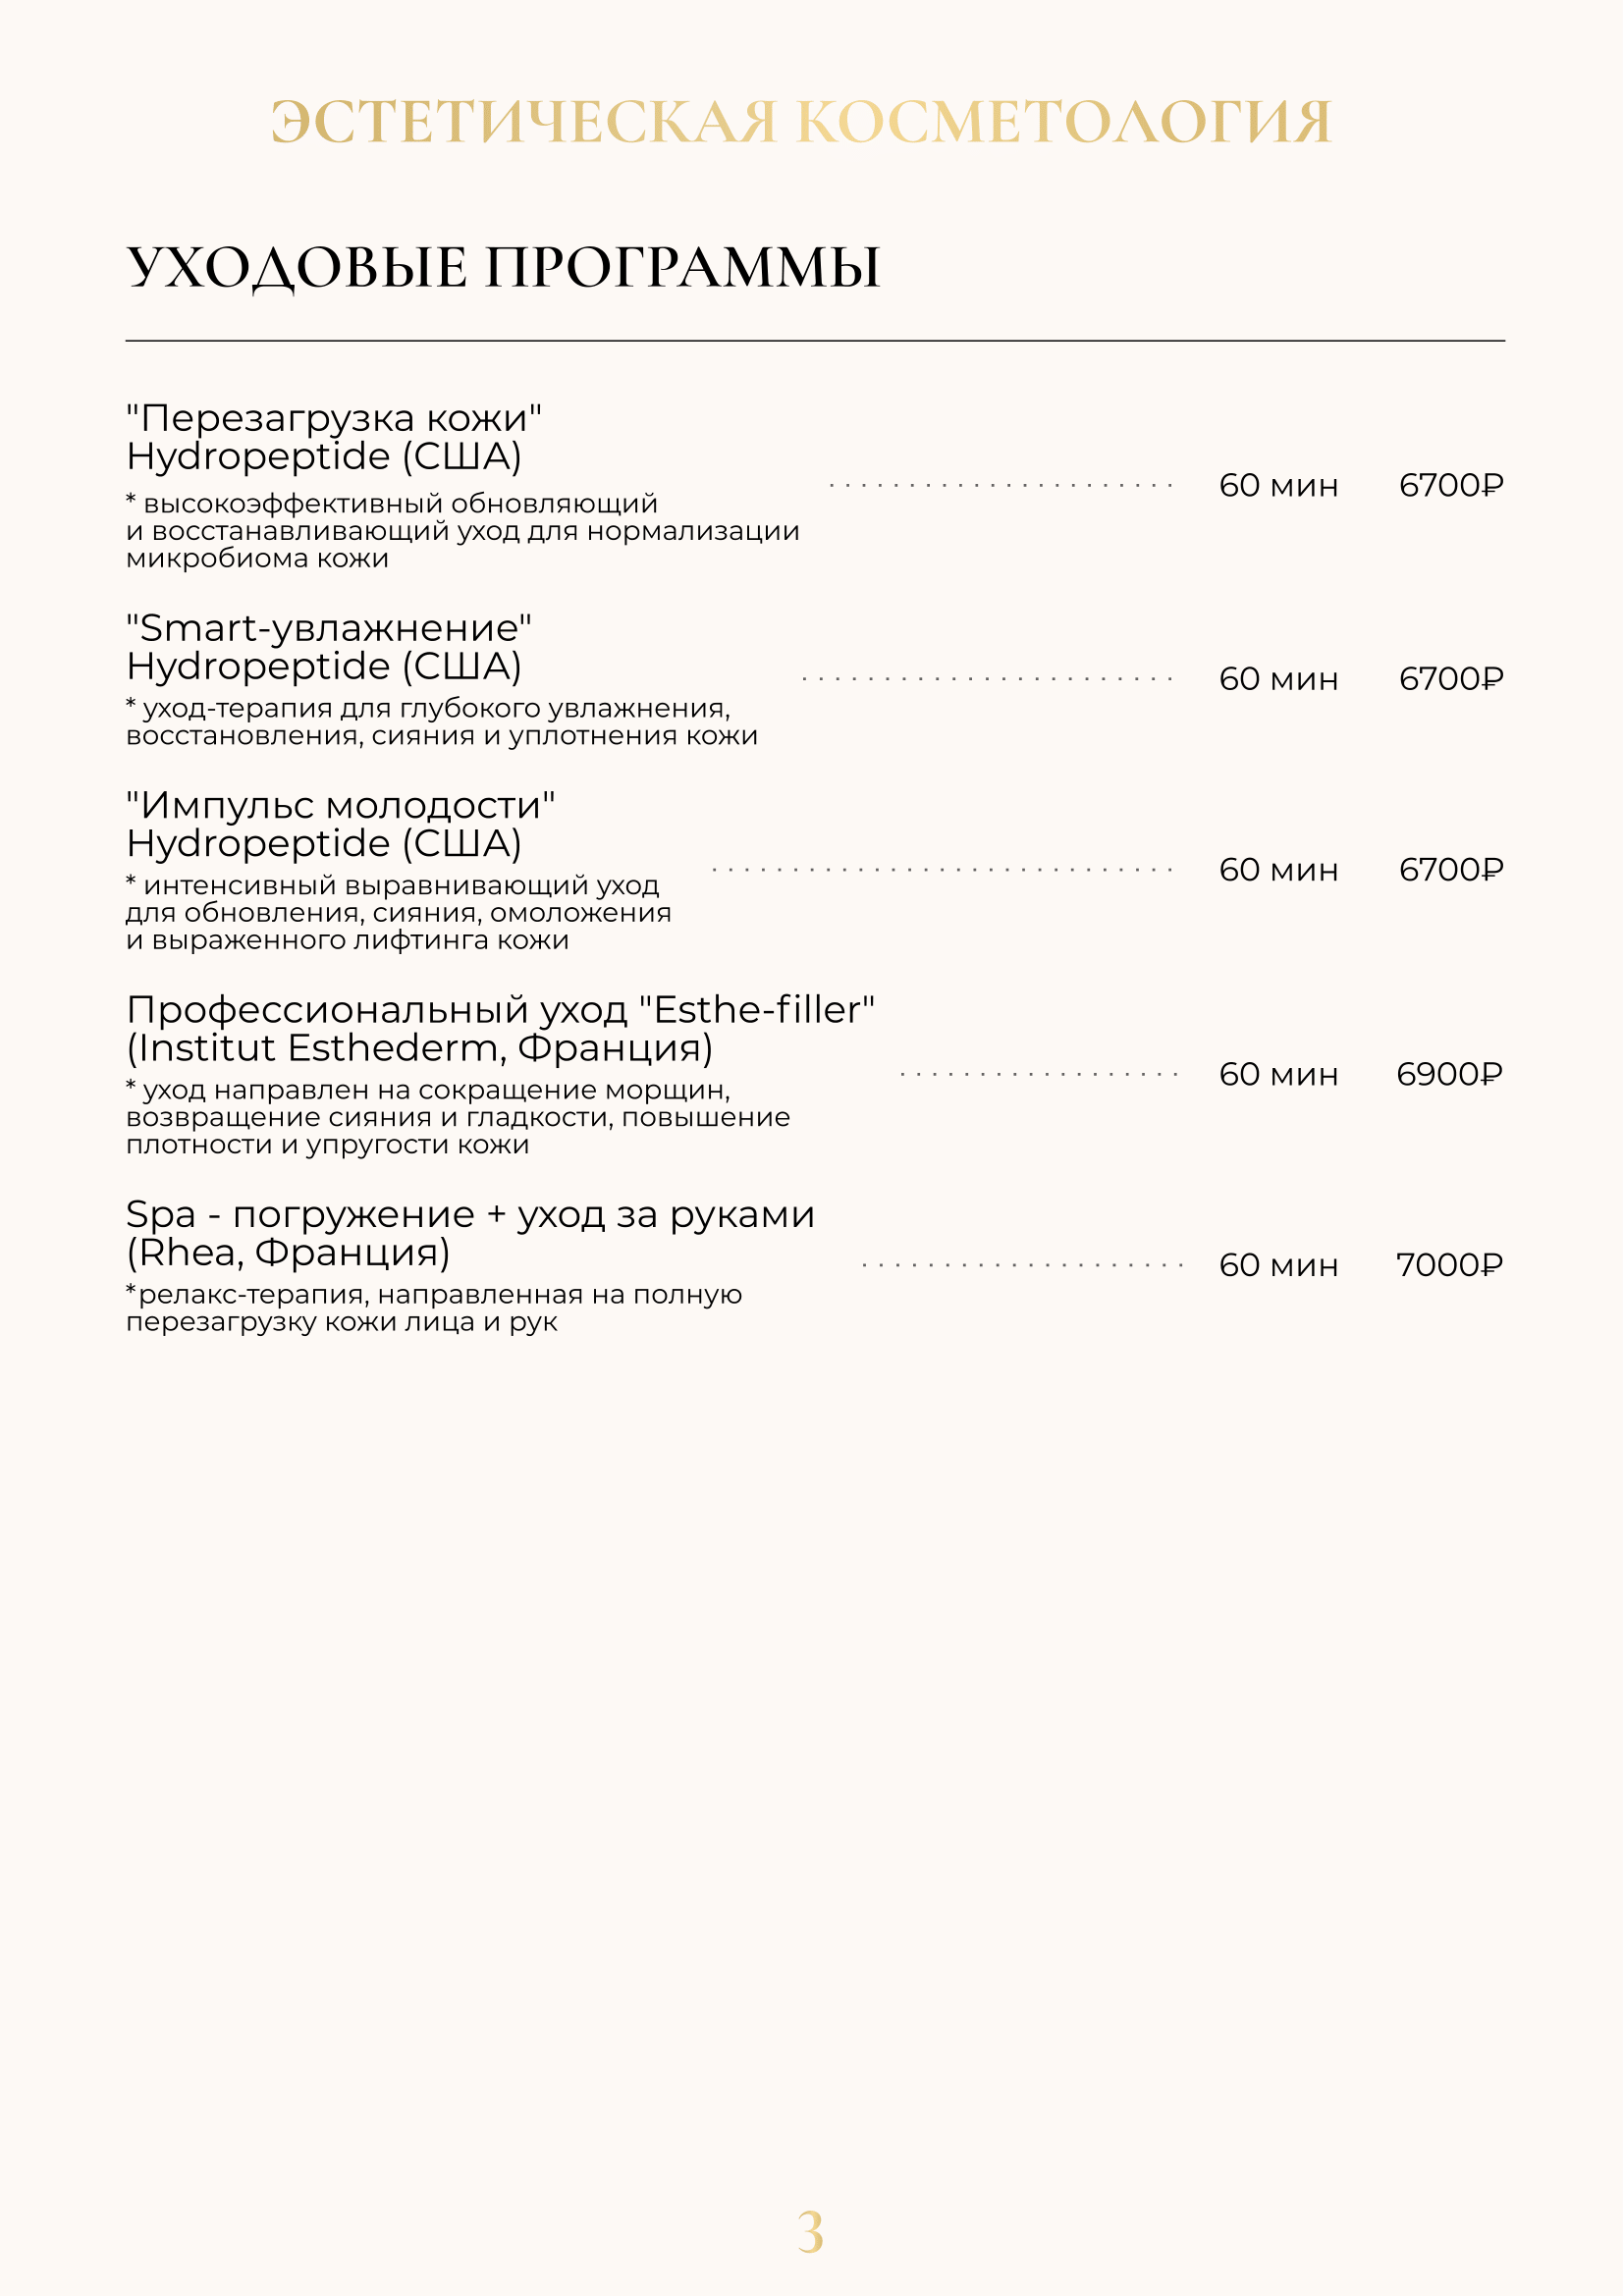 ЭСТЕТИЧЕСКАЯ КОСМЕТОЛОГИЯ
УХОДОВЫЕ ПРОГРАММЫ
"Перезагрузка кожи"
Hydropeptide (США)
* высокоэффективный обновляющий
и восстанавливающий уход для нормализации
микробиома кожи
60 мин 6700₽
"Smart-увлажнение"
Hydropeptide (США)
* уход-терапия для глубокого увлажнения,
восстановления, сияния и уплотнения кожи
60 мин 6700₽
"Импульс молодости"
Hydropeptide (США)
* интенсивный выравнивающий уход
для обновления, сияния, омоложения
и выраженного лифтинга кожи
60 мин 6700₽
Профессиональный уход "Esthe-filler"
(Institut Esthederm, Франция)
* уход направлен на сокращение морщин,
возвращение сияния и гладкости, повышение
плотности и упругости кожи
60 мин 6900₽
Spa - погружение + уход за руками
(Rhea, Франция)
*релакс-терапия, направленная на полную
перезагрузку кожи лица и рук
60 мин 7000₽
3